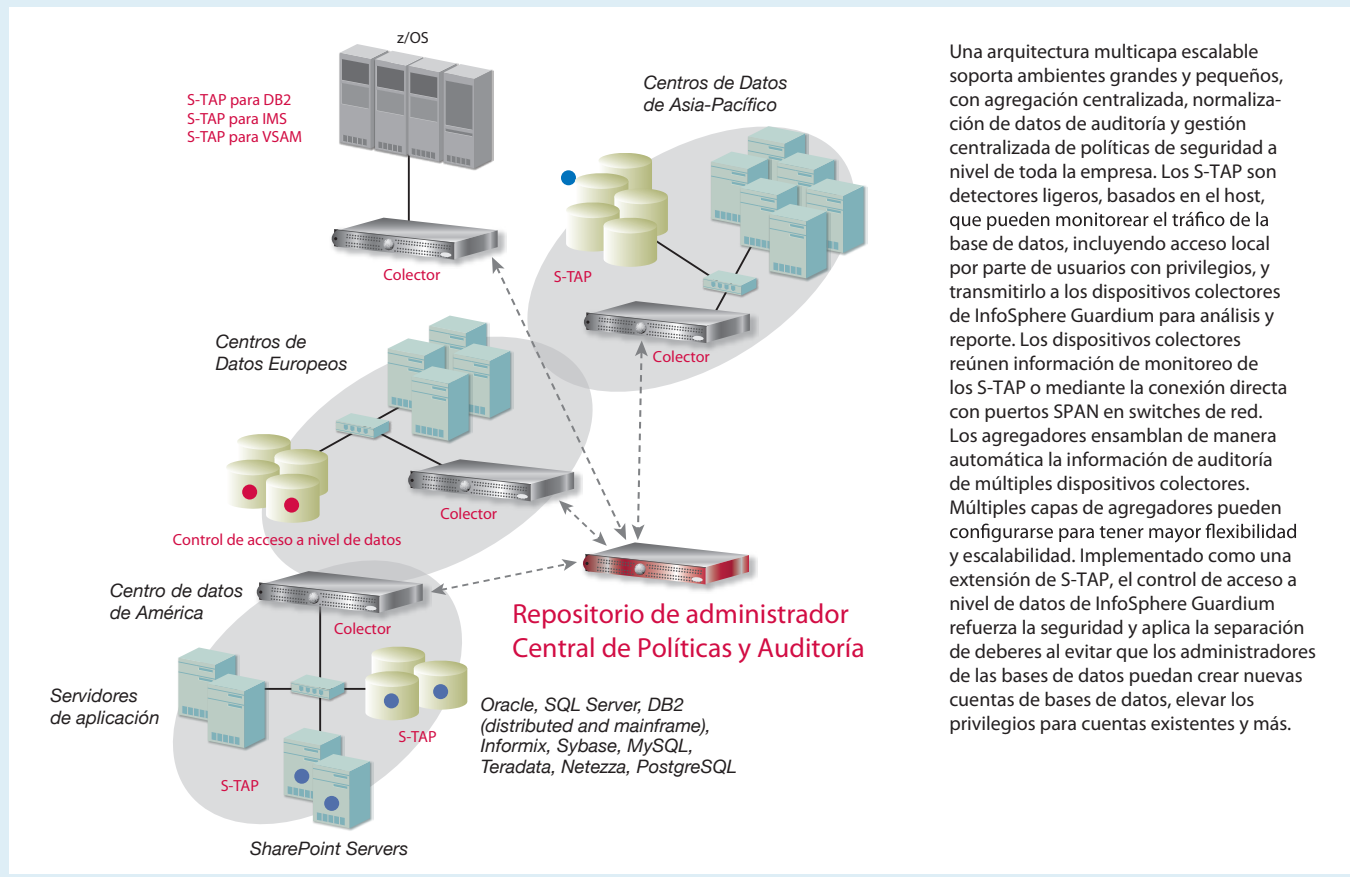 z/OS
S-TAP para DB2
S-TAP para IMS
S-TAP para VSAM
Colector
Centros de Datos
de Asia-Pacífico
S-TAP
Colector
Centros de
Datos Europeos
Colector
Control de acceso a nivel de datos
Centro de datos
de América
Colector
Repositorio de administrador
Central de Políticas y Auditoría
Servidores
de aplicación
S-TAP
S-TAP
Oracle, SQL Server, DB2
(distributed and mainframe),
Informix, Sybase, MySQL,
Teradata, Netezza, PostgreSQL
SharePoint Servers
Una arquitectura multicapa escalable
soporta ambientes grandes y pequeños,
con agregación centralizada, normaliza-
ción de datos de auditoría y gestión
centralizada de políticas de seguridad a
nivel de toda la empresa. Los S-TAP son
detectores ligeros, basados en el host,
que pueden monitorear el tráfico de la
base de datos, incluyendo acceso local
por parte de usuarios con privilegios, y
transmitirlo a los dispositivos colectores
de InfoSphere Guardium para análisis y
reporte. Los dispositivos colectores
reúnen información de monitoreo de
los S-TAP o mediante la conexión directa
con puertos SPAN en switches de red.
Los agregadores ensamblan de manera
automática la información de auditoría
de múltiples dispositivos colectores.
Múltiples capas de agregadores pueden
configurarse para tener mayor flexibilidad
y escalabilidad. Implementado como una
extensión de S-TAP, el control de acceso a
nivel de datos de InfoSphere Guardium
refuerza la seguridad y aplica la separación
de deberes al evitar que los administradores
de las bases de datos puedan crear nuevas
cuentas de bases de datos, elevar los
privilegios para cuentas existentes y más.